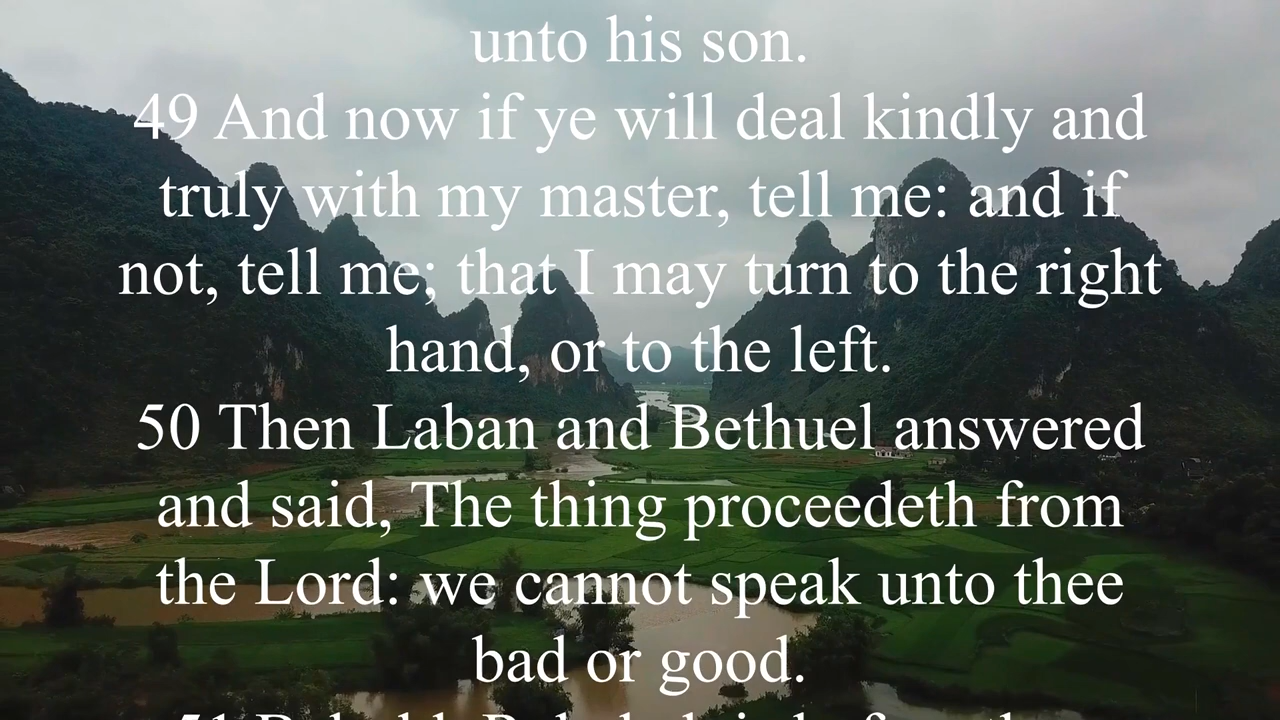 unto his son.
49 And now if ye will deal kindly and
truly with my master, tell me: and if
not, tell me; that I may turn to the right
hand, or to the left.
50 Then Laban and Bethuel answered
and said, The thing proceedeth from
the Lord: we cannot speak unto thee
bad or good.